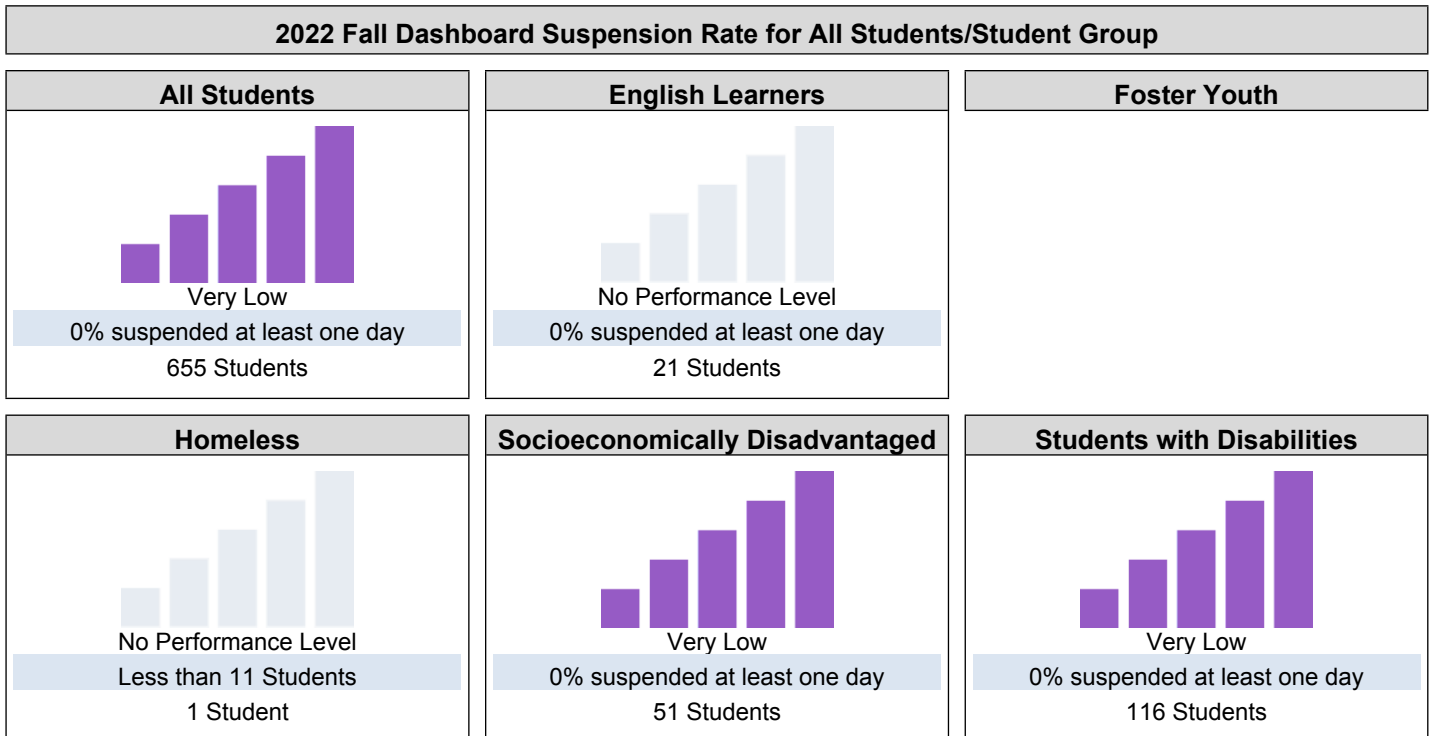 2022 Fall Dashboard Suspension Rate for All Students/Student Group
All Students
Very Low
0% suspended at least one day
655 Students
English Learners
No Performance Level
0% suspended at least one day
21 Students
Foster Youth
Homeless
No Performance Level
Less than 11 Students
1 Student
Socioeconomically Disadvantaged
Very Low
0% suspended at least one day
51 Students
Students with Disabilities
Very Low
0% suspended at least one day
116 Students